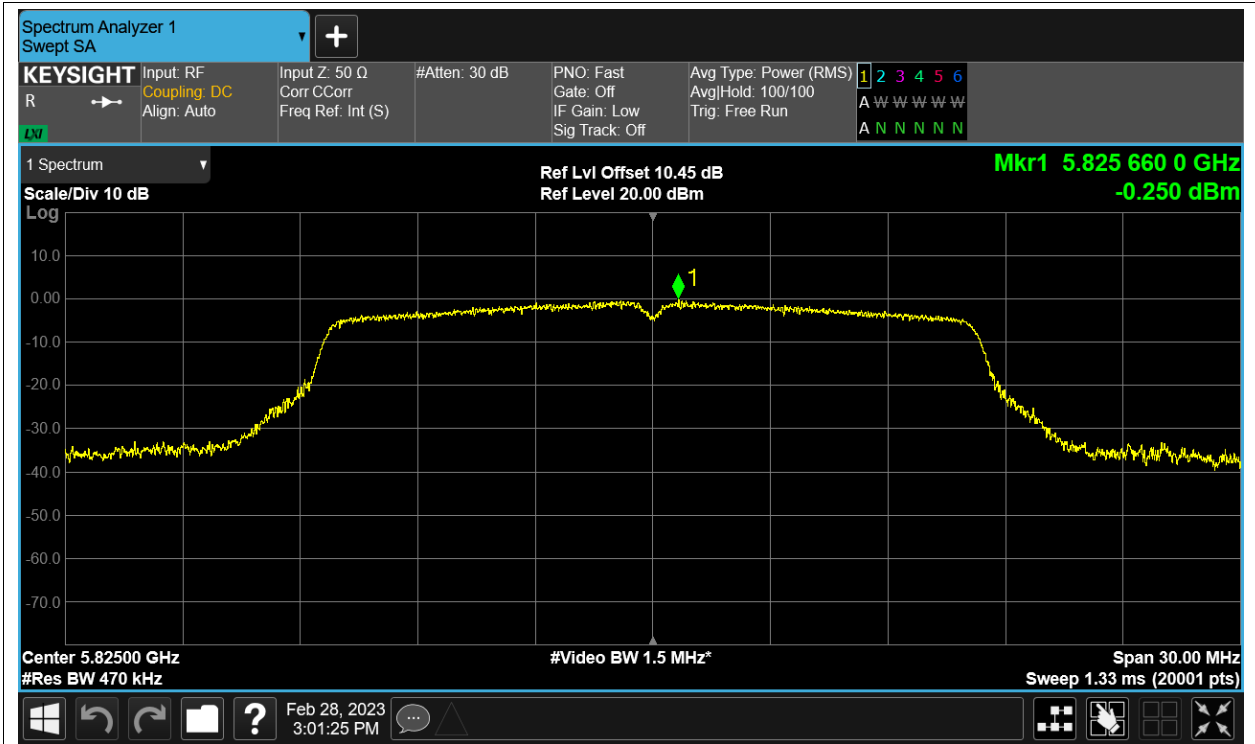 Spectrum Analyzer 1
Swept SA
+
KEYSIGHT
R
LXI
Input: RF
Coupling: DC
Align: Auto
Input Z: 50 Ω
Corr CCorr
Freq Ref: Int (S)
#Atten: 30 dB
PNO: Fast
Gate: Off
IF Gain: Low
Sig Track: Off
Avg Type: Power (RMS)
Avg|Hold: 100/100
Trig: Free Run
1 2 3 4 5 6
A W W W W W
A N N N N N
1 Spectrum
Scale/Div 10 dB
Log
Ref Lvl Offset 10.45 dB
Ref Level 20.00 dBm
Mkr1 5.825 660 0 GHz
-0.250 dBm
10.0
0.00
-10.0
-20.0
-30.0
-40.0
-50.0
-60.0
-70.0
1
Center 5.82500 GHz
#Res BW 470 kHz
#Video BW 1.5 MHz*
Span 30.00 MHz
Sweep 1.33 ms (20001 pts)
?
Feb 28, 2023
3:01:25 PM